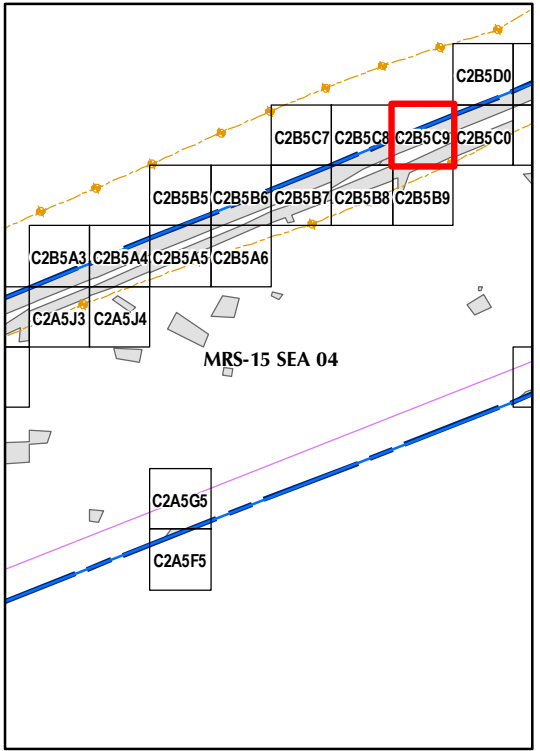 C2B5D0
C2B5C7 C2B5C8 C2B5C9 C2B5C0
C2B5B5 C2B5B6 C2B5B7 C2B5B8 C2B5B9
C2B5A3 C2B5A4 C2B5A5 C2B5A6
C2A5J3 C2A5J4
MRS-15 SEA 04
C2A5G5
C2A5F5